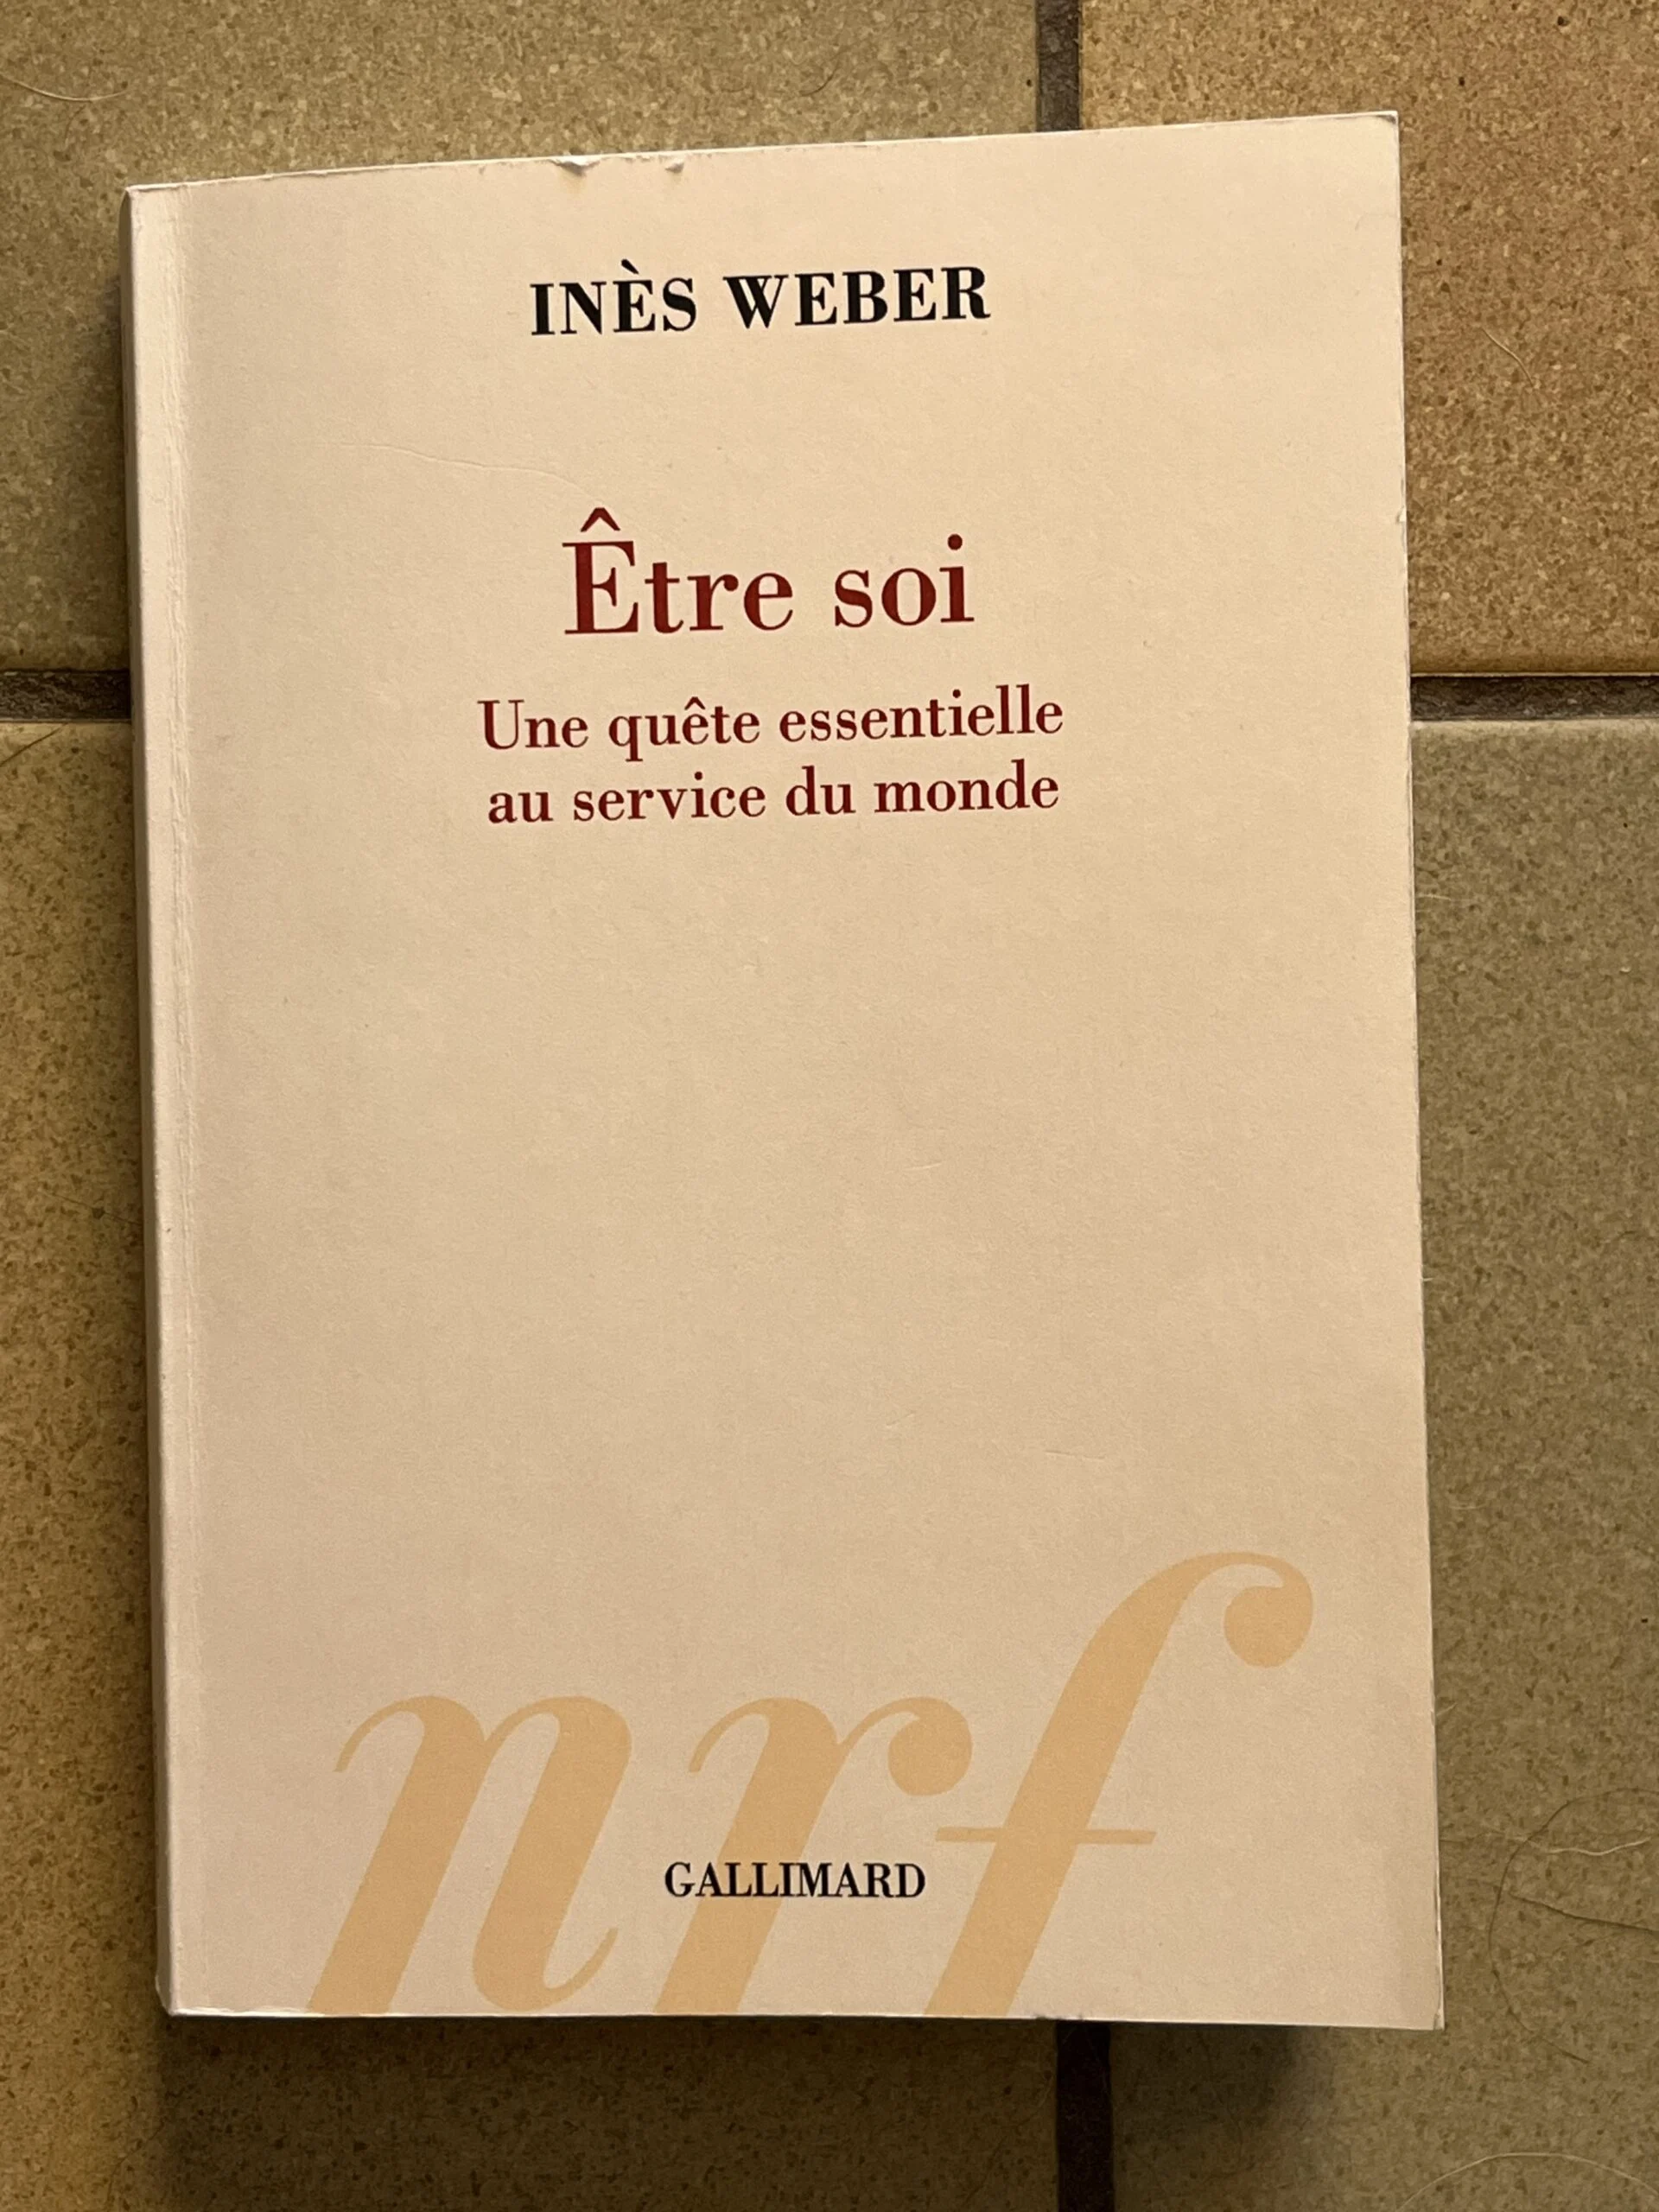 INÈS WEBER
Être soi
Une quête essentielle
au service du monde
nrf
GALLIMARD